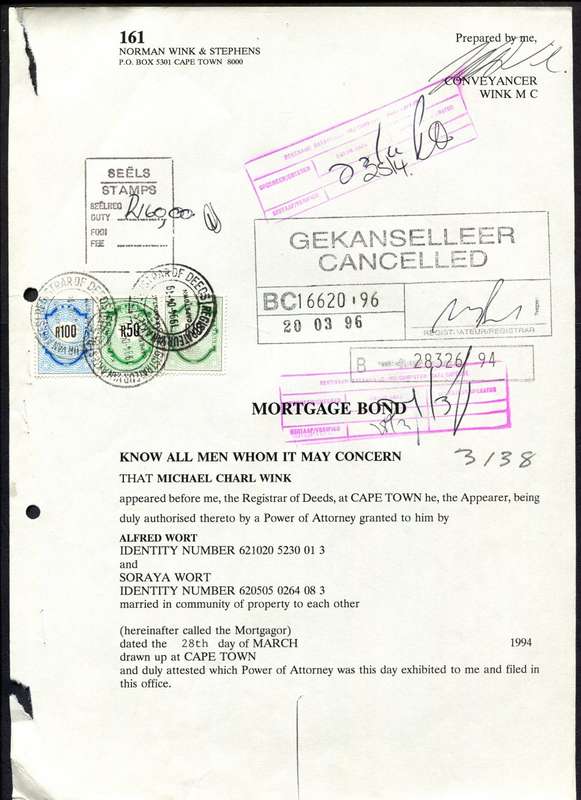 161
NORMAN WINK & STEPHENS
P.O. BOX 5301 CAPE TOWN 8000
Prepared by me,
CONVEYANCER
WINK M C
25/4.
SEËLS
STAMPS
SEËLREG
DUTY R160,00
FOOI
FEE
GEKANSELLEER
CANCELLED
BC16620 '96
20 03 96
REGISTRATEUR/REGISTRAR
REGISTRAR OF DEEDS
R100
R50
B 28326/94
MORTGAGE BOND
KNOW ALL MEN WHOM IT MAY CONCERN
3138
THAT MICHAEL CHARL WINK
appeared before me, the Registrar of Deeds, at CAPE TOWN he, the Appearer, being
duly authorised thereto by a Power of Attorney granted to him by
ALFRED WORT
IDENTITY NUMBER 621020 5230 01 3
and
SORAYA WORT
IDENTITY NUMBER 620505 0264 08 3
married in community of property to each other
(hereinafter called the Mortgagor)
dated the 28th day of MARCH 1994
drawn up at CAPE TOWN
and duly attested which Power of Attorney was this day exhibited to me and filed in
this office.